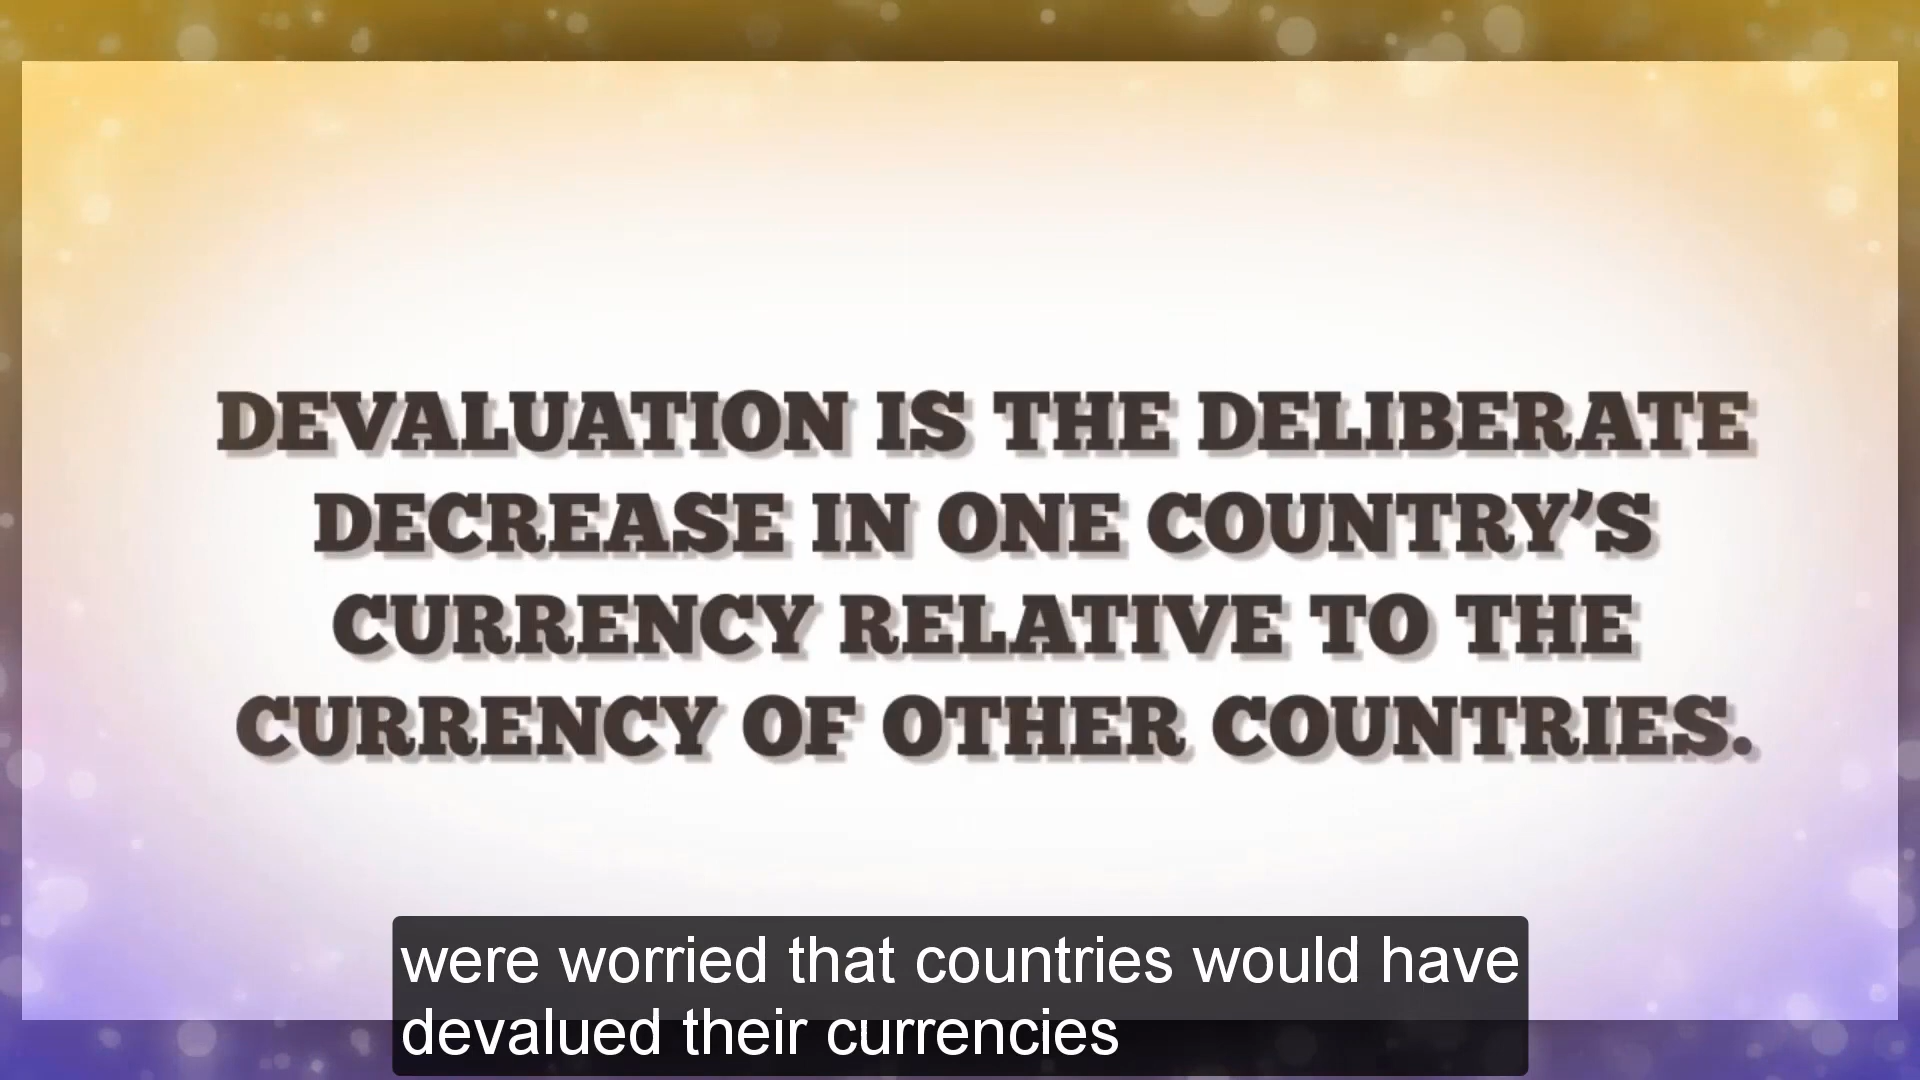 DEVALUATION IS THE DELIBERATE
DECREASE IN ONE COUNTRY’S
CURRENCY RELATIVE TO THE
CURRENCY OF OTHER COUNTRIES.
were worried that countries would have
devalued their currencies